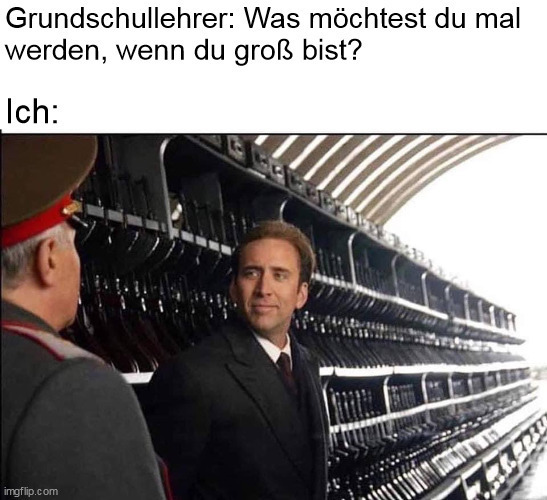 Grundschullehrer: Was möchtest du mal
werden, wenn du groß bist?
Ich:
imgflip.com